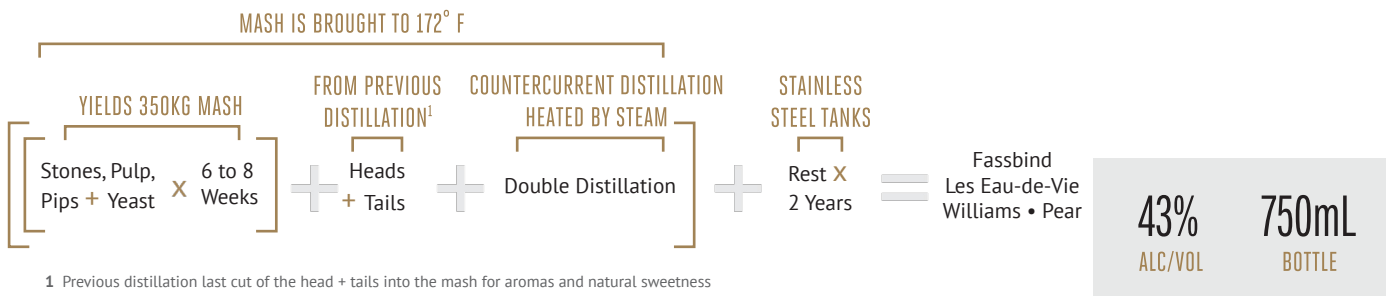 MASH IS BROUGHT TO 172° F
YIELDS 350KG MASH
FROM PREVIOUS
DISTILLATION1
COUNTERCURRENT DISTILLATION
HEATED BY STEAM
STAINLESS
STEEL TANKS
Stones, Pulp,
Pips + Yeast
x
6 to 8
Weeks
+
Heads
+ Tails
+
Double Distillation
+
Rest x
2 Years
=
Fassbind
Les Eau-de-Vie
Williams • Pear
43%
ALC/VOL
750mL
BOTTLE
1 Previous distillation last cut of the head + tails into the mash for aromas and natural sweetness